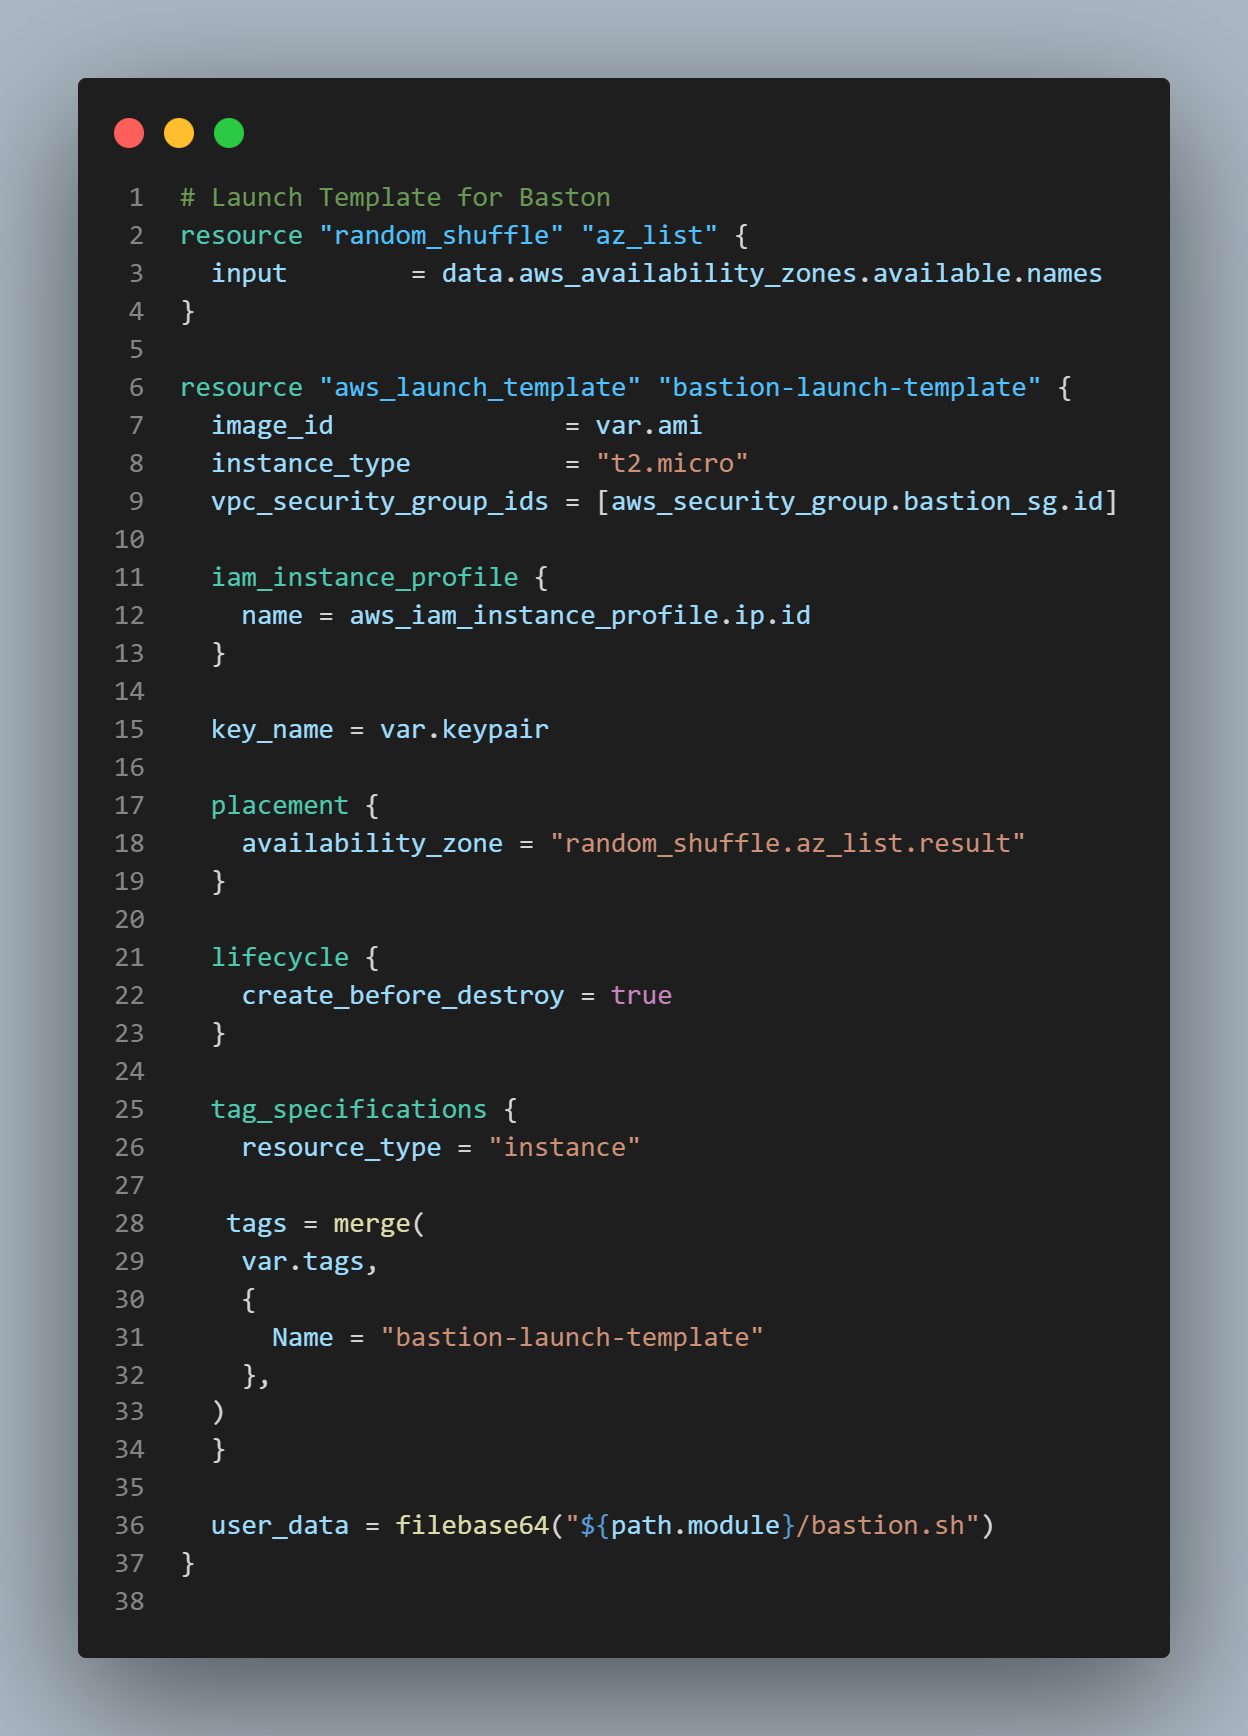 1 # Launch Template for Baston
2 resource "random_shuffle" "az_list" {
3   input        = data.aws_availability_zones.available.names
4 }
5
6 resource "aws_launch_template" "bastion-launch-template" {
7   image_id               = var.ami
8   instance_type          = "t2.micro"
9   vpc_security_group_ids = [aws_security_group.bastion_sg.id]
10
11   iam_instance_profile {
12     name = aws_iam_instance_profile.ip.id
13   }
14
15   key_name = var.keypair
16
17   placement {
18     availability_zone = "random_shuffle.az_list.result"
19   }
20
21   lifecycle {
22     create_before_destroy = true
23   }
24
25   tag_specifications {
26     resource_type = "instance"
27
28    tags = merge(
29     var.tags,
30     {
31       Name = "bastion-launch-template"
32     },
33   )
34   }
35
36   user_data = filebase64("${path.module}/bastion.sh")
37 }
38